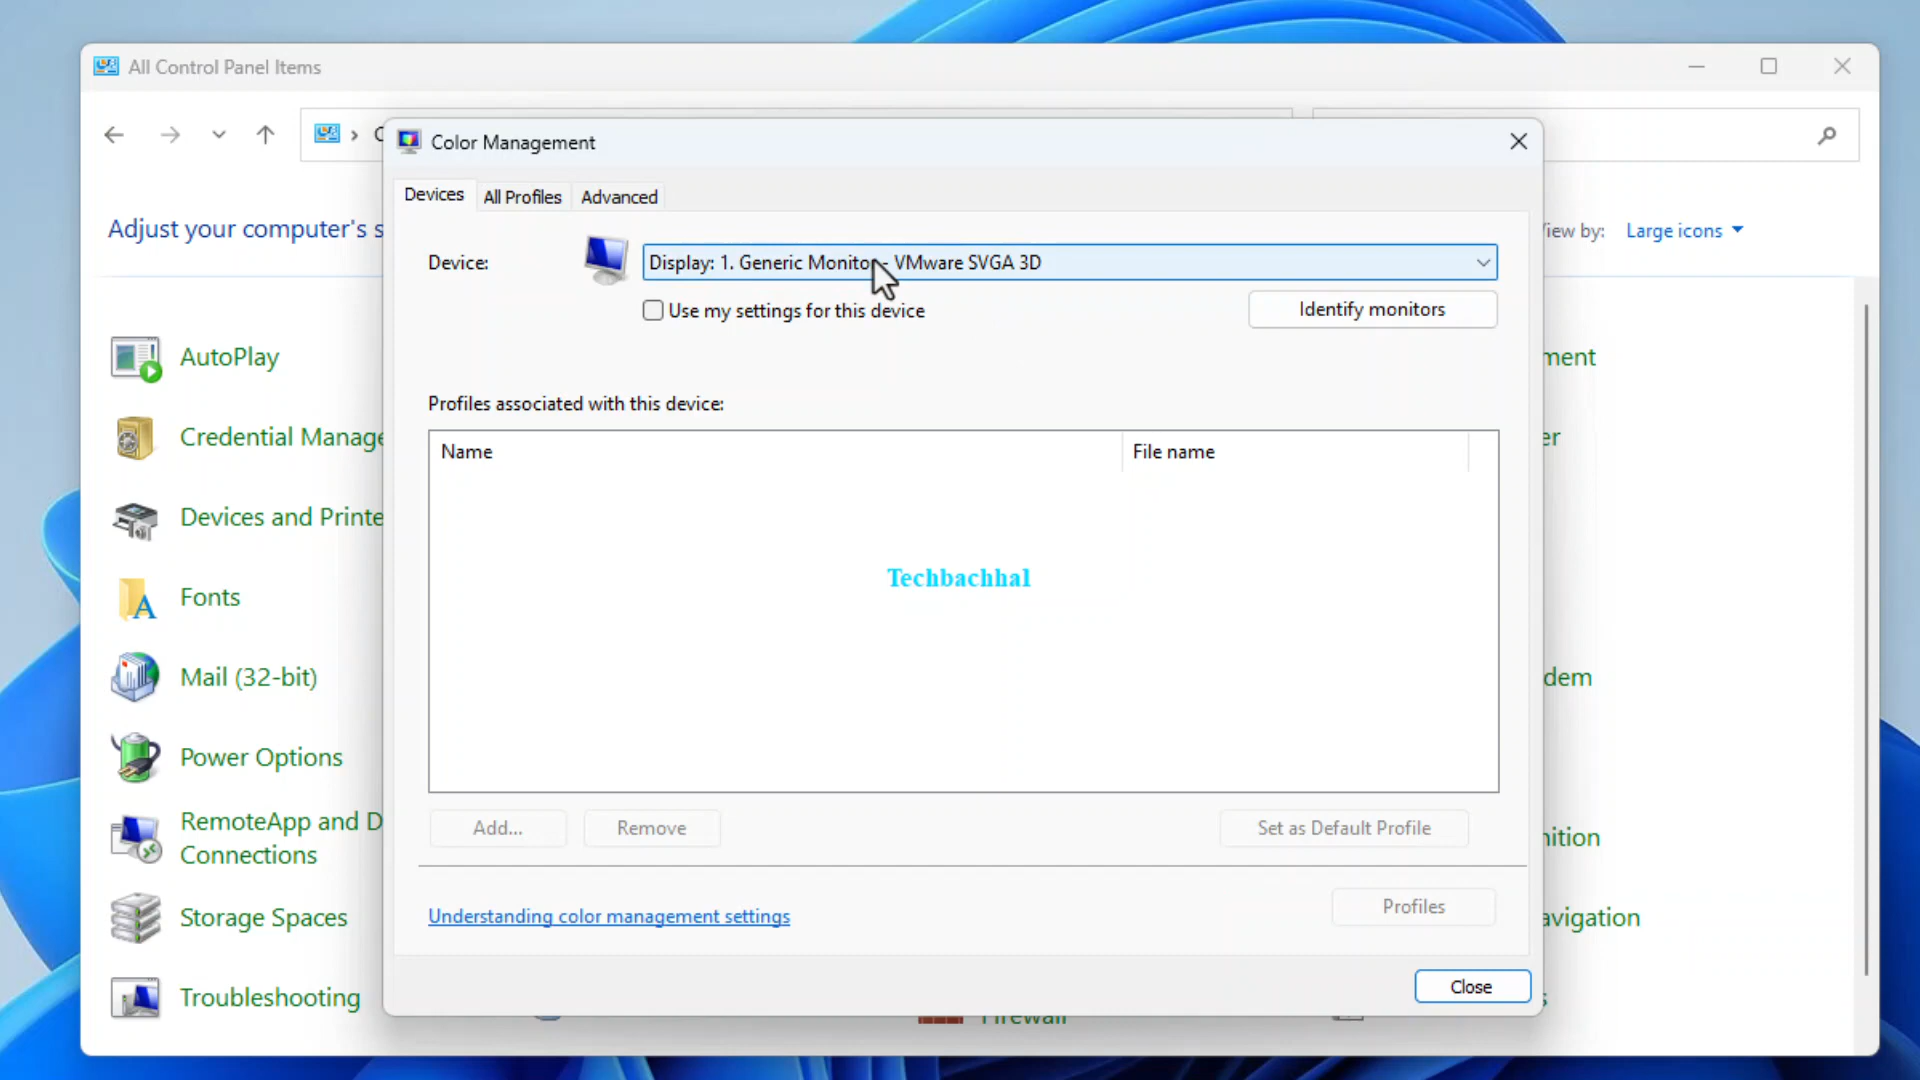 All Control Panel Items
Color Management
Devices
All Profiles
Advanced
Adjust your computer's s
iew by:
Large icons
Device:
Display: 1. Generic Monitor - VMware SVGA 3D
Use my settings for this device
Identify monitors
AutoPlay
ment
Profiles associated with this device:
Credential Manage
er
Name
File name
Devices and Printe
Techbachhal
Fonts
Mail (32-bit)
dem
Power Options
RemoteApp and D
Connections
Add...
Remove
Set as Default Profile
nition
Storage Spaces
Understanding color management settings
Profiles
avigation
Troubleshooting
Close
Firewall
s